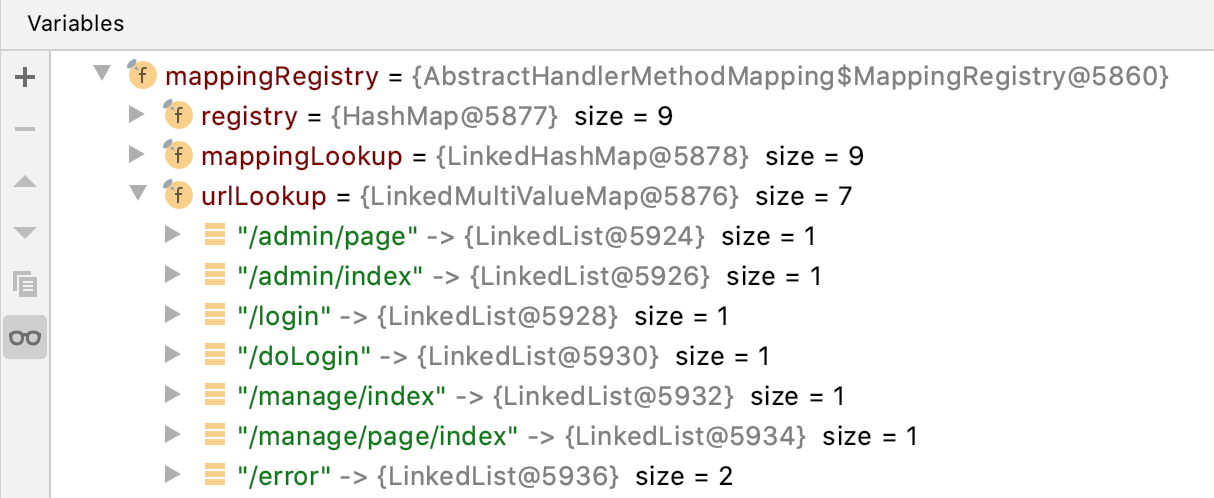 Variables
mappingRegistry = {AbstractHandlerMethodMapping$MappingRegistry@5860}
registry = {HashMap@5877} size = 9
mappingLookup = {LinkedHashMap@5878} size = 9
urlLookup = {LinkedMultiValueMap@5876} size = 7
"/admin/page" -> {LinkedList@5924} size = 1
"/admin/index" -> {LinkedList@5926} size = 1
"/login" -> {LinkedList@5928} size = 1
"/doLogin" -> {LinkedList@5930} size = 1
"/manage/index" -> {LinkedList@5932} size = 1
"/manage/page/index" -> {LinkedList@5934} size = 1
"/error" -> {LinkedList@5936} size = 2